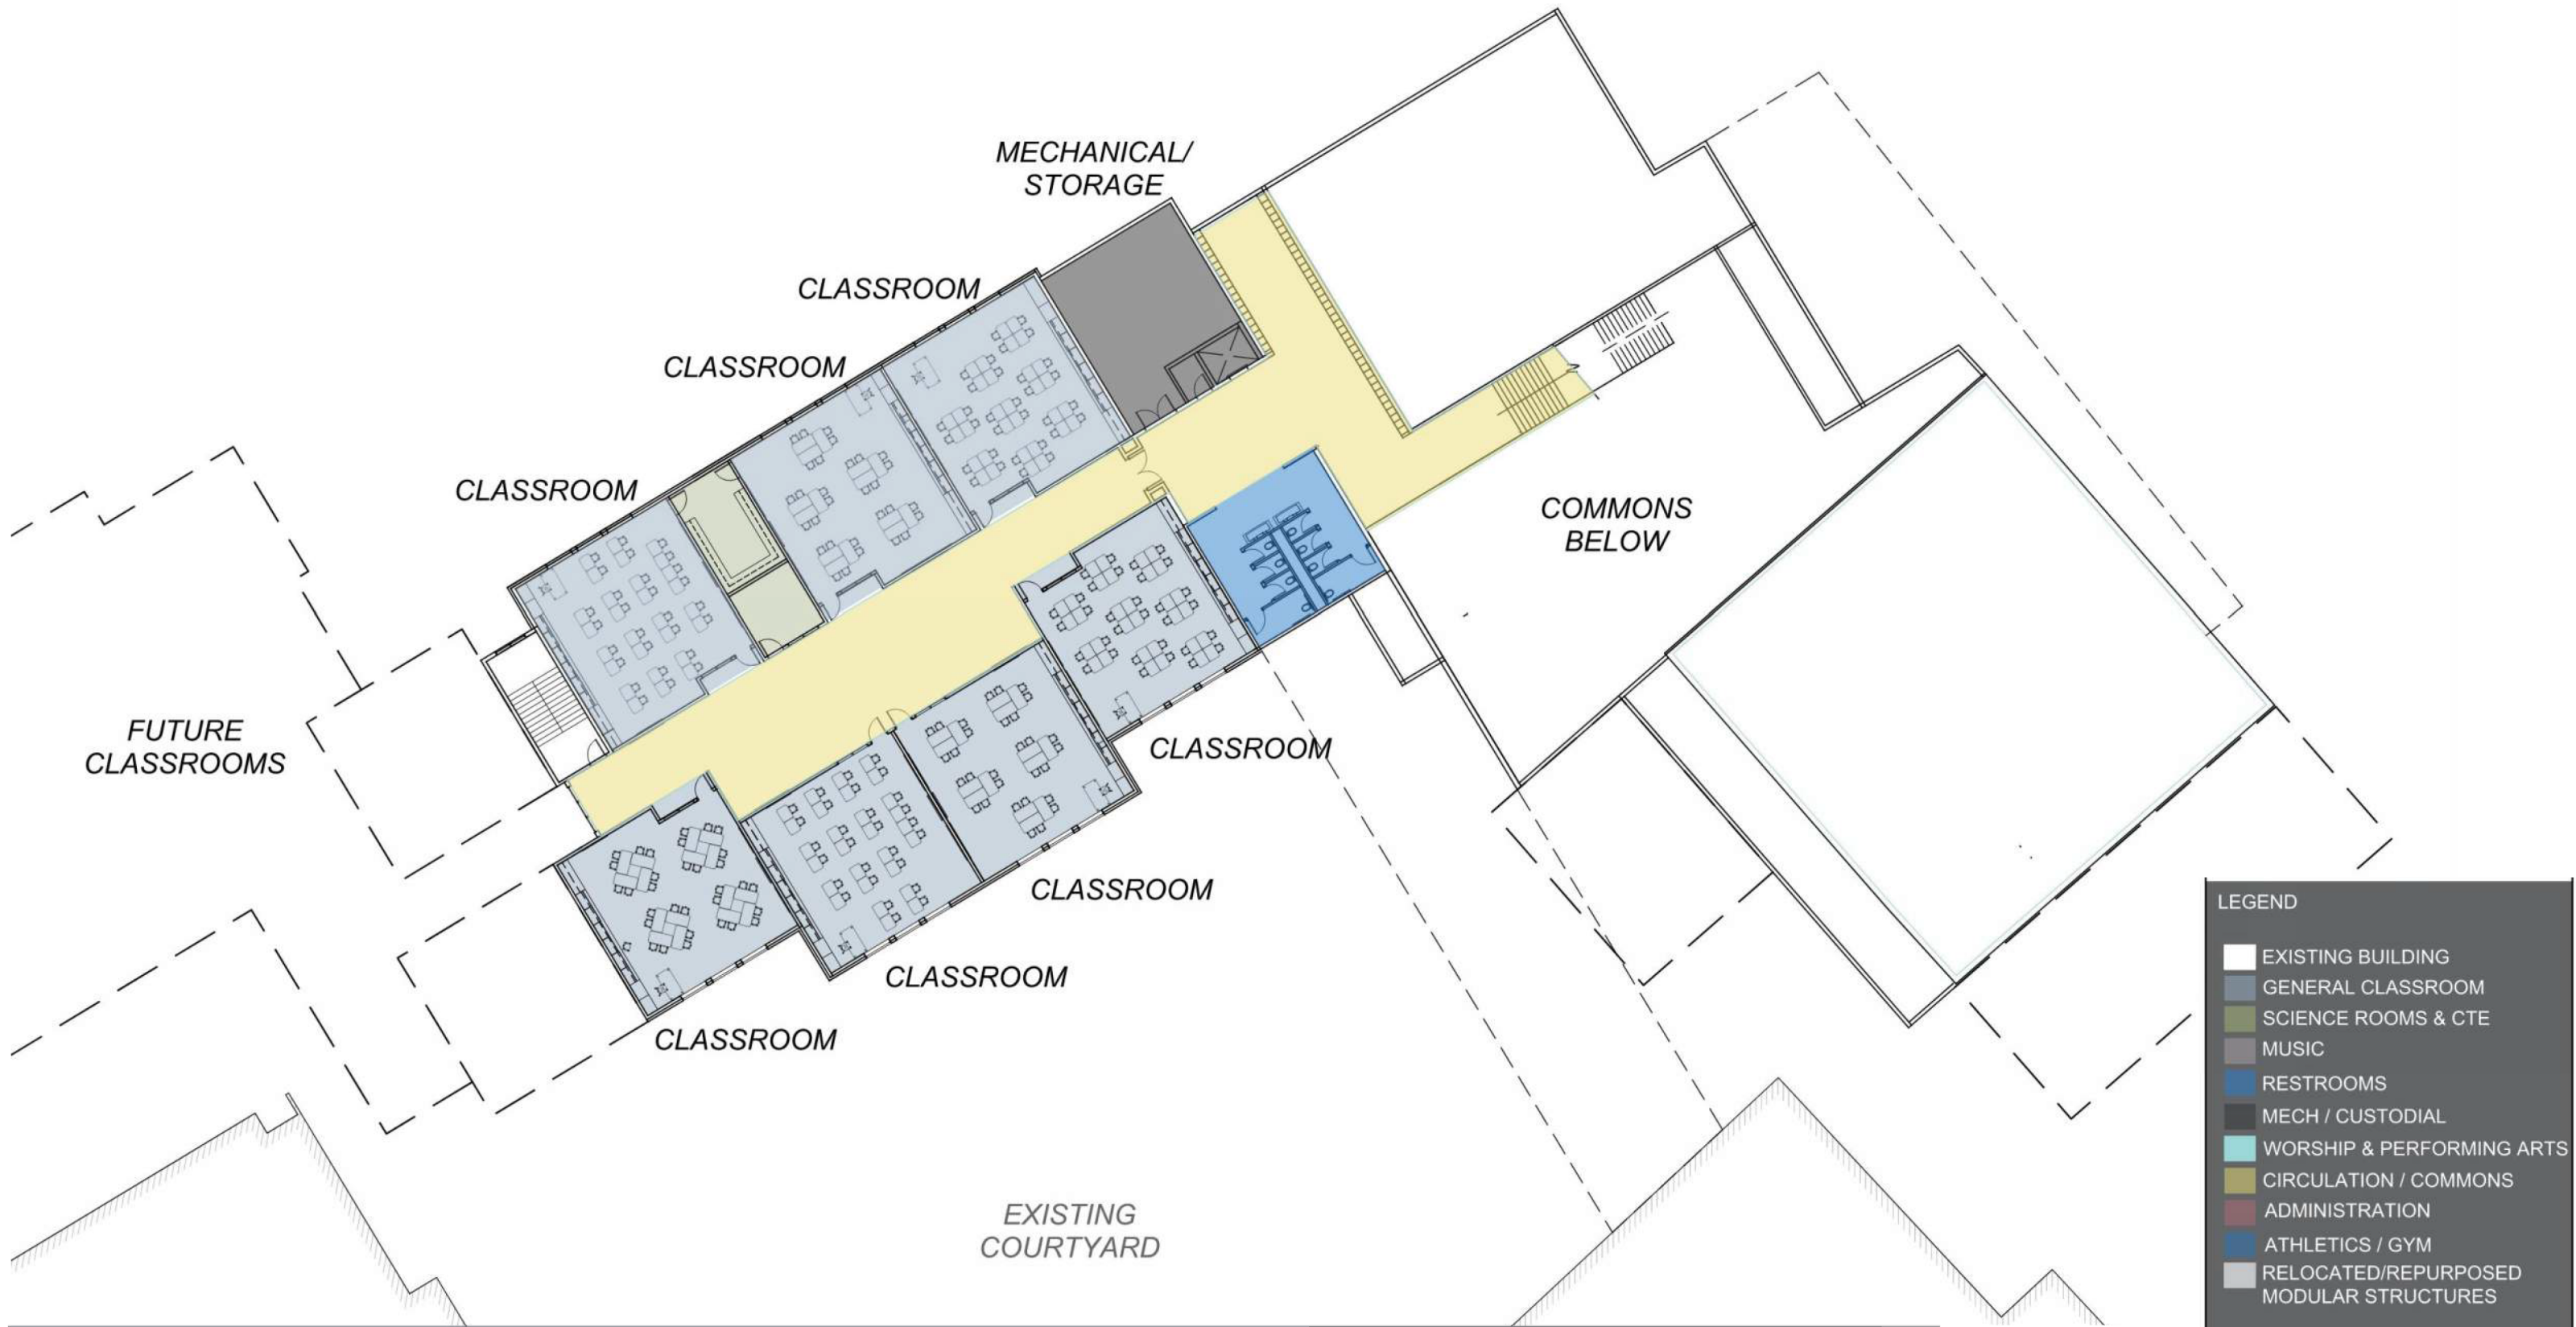 MECHANICAL/
STORAGE
CLASSROOM
CLASSROOM
CLASSROOM
COMMONS
BELOW
FUTURE
CLASSROOMS
CLASSROOM
CLASSROOM
CLASSROOM
CLASSROOM
EXISTING
COURTYARD
LEGEND
EXISTING BUILDING
GENERAL CLASSROOM
SCIENCE ROOMS & CTE
MUSIC
RESTROOMS
MECH / CUSTODIAL
WORSHIP & PERFORMING ARTS
CIRCULATION / COMMONS
ADMINISTRATION
ATHLETICS / GYM
RELOCATED/REPURPOSED
MODULAR STRUCTURES